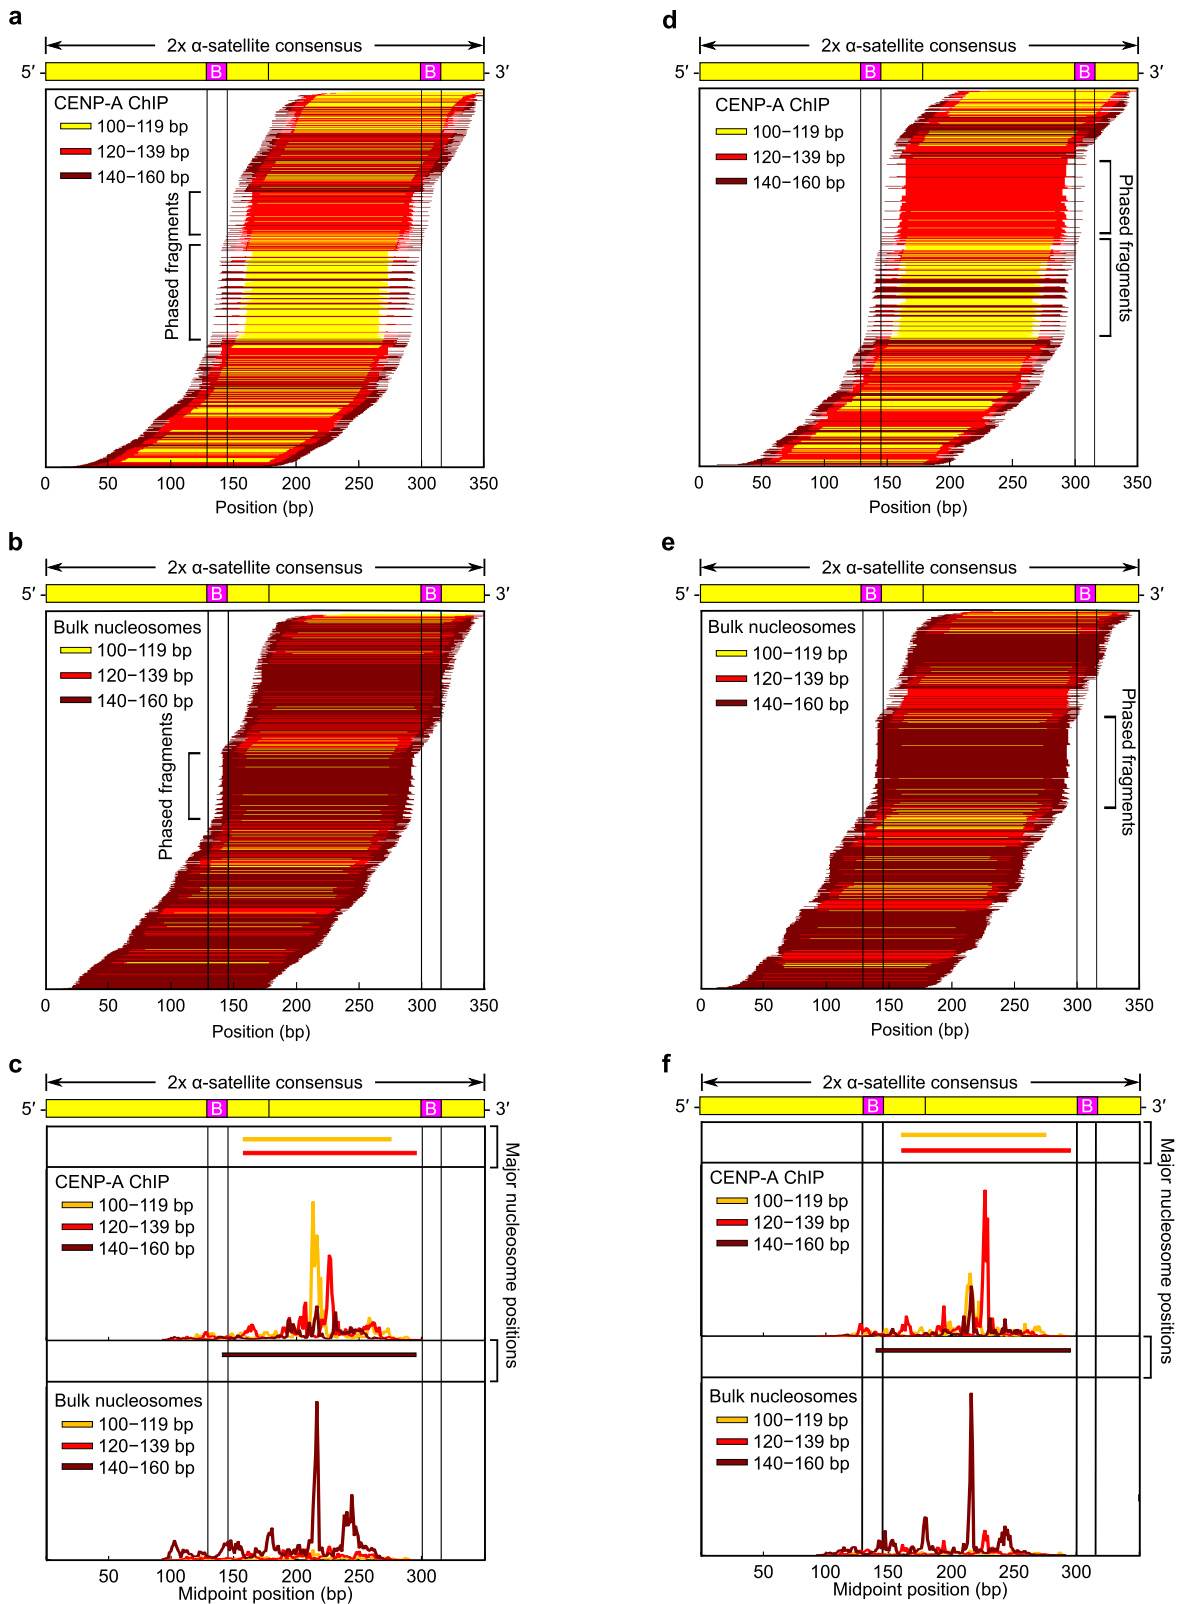 a
2x α-satellite consensus
5′ B B 3′
CENP-A ChIP
100−119 bp
120−139 bp
140−160 bp
Phased fragments
0 50 100 150 200 250 300 350
Position (bp)
b
2x α-satellite consensus
5′ B B 3′
Bulk nucleosomes
100−119 bp
120−139 bp
140−160 bp
Phased fragments
0 50 100 150 200 250 300 350
Position (bp)
c
2x α-satellite consensus
5′ B B 3′
Major nucleosome positions
CENP-A ChIP
100−119 bp
120−139 bp
140−160 bp
Bulk nucleosomes
100−119 bp
120−139 bp
140−160 bp
50 100 150 200 250 300
Midpoint position (bp)
d
2x α-satellite consensus
5′ B B 3′
CENP-A ChIP
100−119 bp
120−139 bp
140−160 bp
Phased fragments
0 50 100 150 200 250 300 350
Position (bp)
e
2x α-satellite consensus
5′ B B 3′
Bulk nucleosomes
100−119 bp
120−139 bp
140−160 bp
Phased fragments
0 50 100 150 200 250 300 350
Position (bp)
f
2x α-satellite consensus
5′ B B 3′
Major nucleosome positions
CENP-A ChIP
100−119 bp
120−139 bp
140−160 bp
Bulk nucleosomes
100−119 bp
120−139 bp
140−160 bp
50 100 150 200 250 300
Midpoint position (bp)